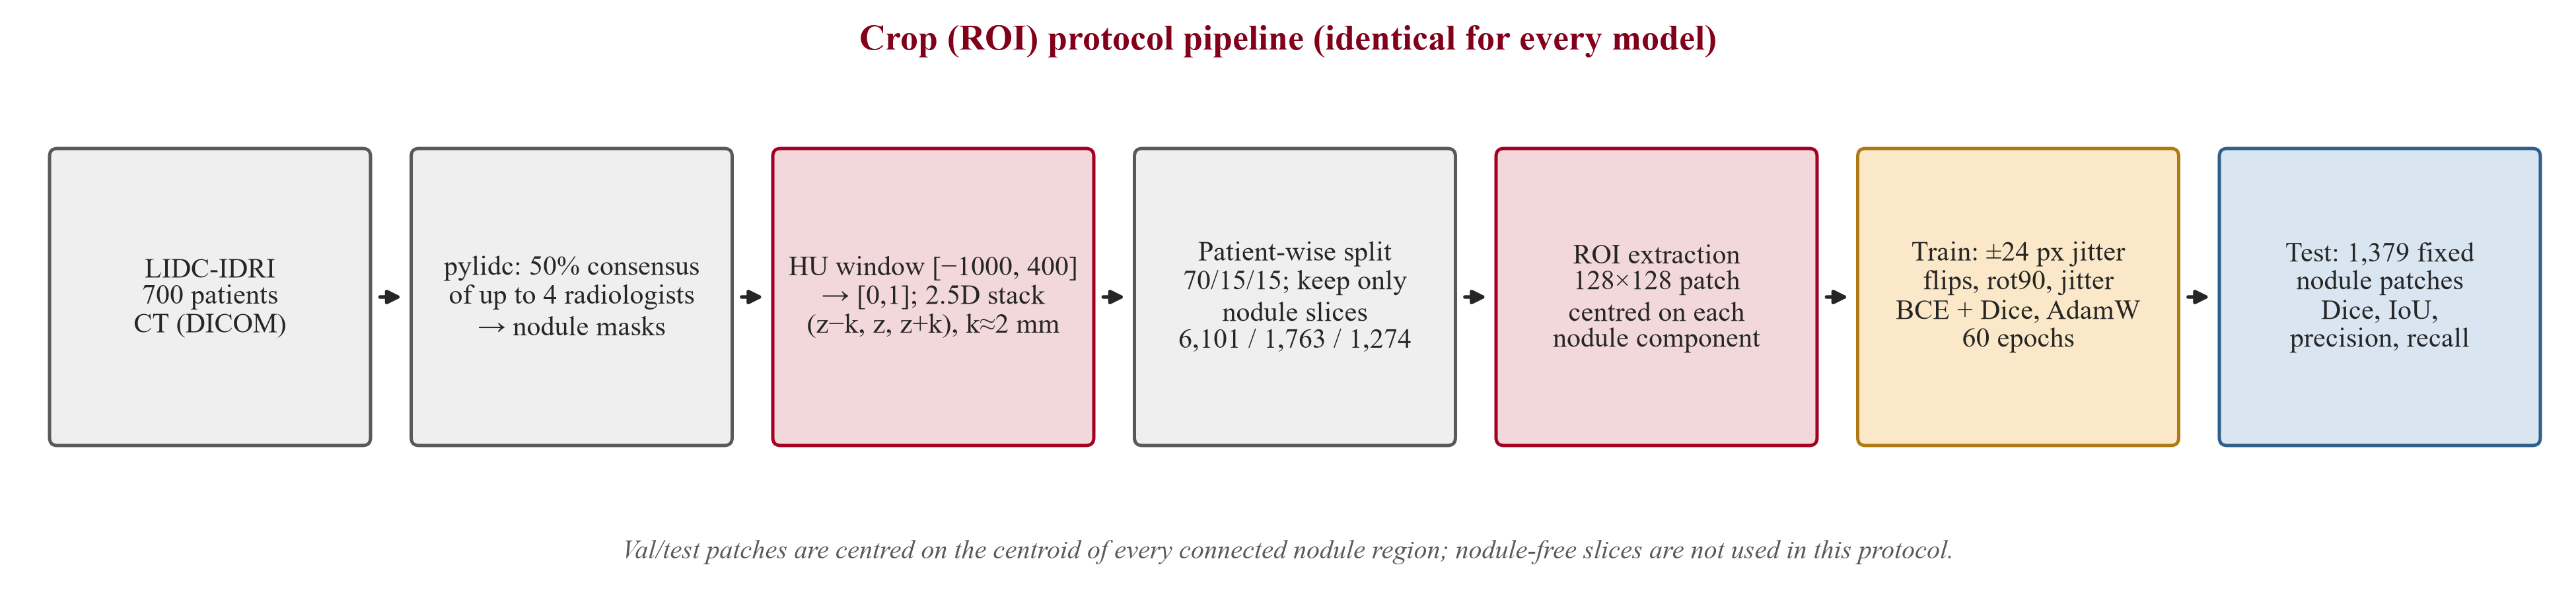 Crop (ROI) protocol pipeline (identical for every model)
LIDC-IDRI
700 patients
CT (DICOM)
pylidc: 50% consensus
of up to 4 radiologists
→ nodule masks
HU window [−1000, 400]
→ [0,1]; 2.5D stack
(z−k, z, z+k), k≈2 mm
Patient-wise split
70/15/15; keep only
nodule slices
6,101 / 1,763 / 1,274
ROI extraction
128×128 patch
centred on each
nodule component
Train: ±24 px jitter
flips, rot90, jitter
BCE + Dice, AdamW
60 epochs
Test: 1,379 fixed
nodule patches
Dice, IoU,
precision, recall
Val/test patches are centred on the centroid of every connected nodule region; nodule-free slices are not used in this protocol.